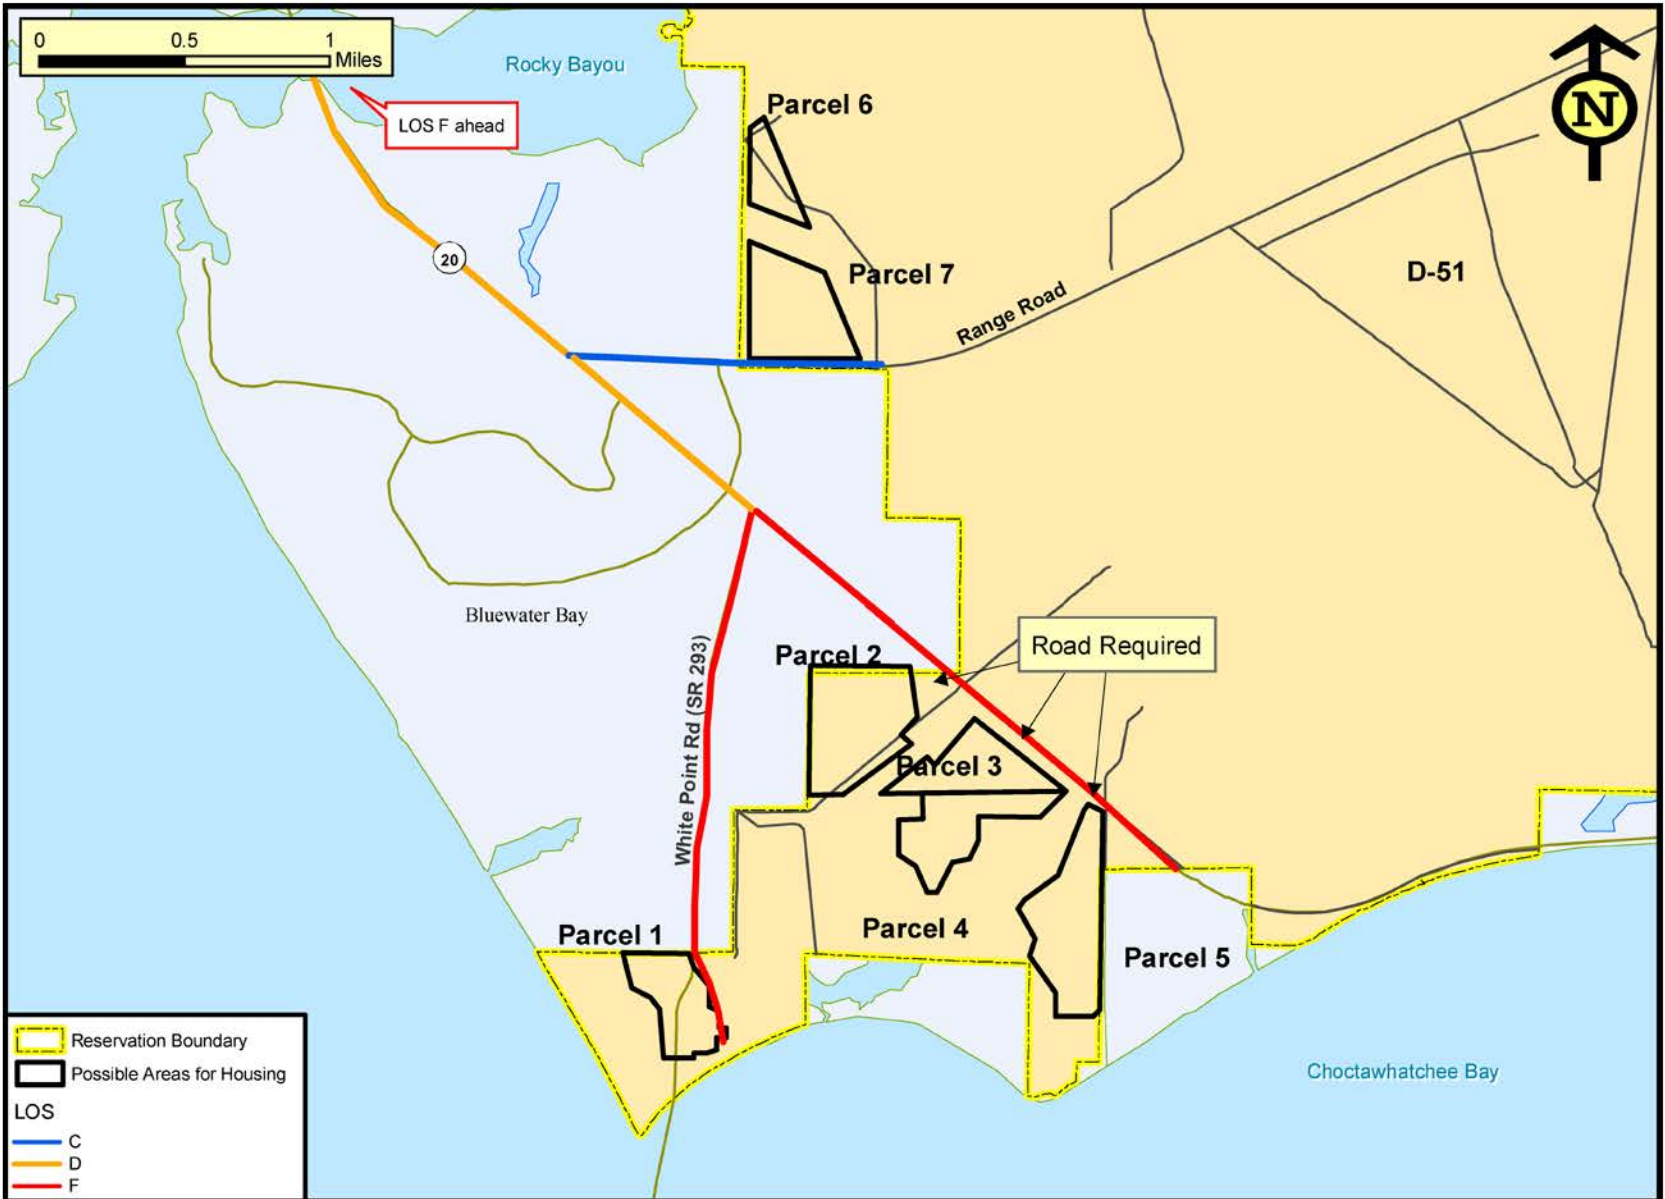 0 0.5 1
Miles
Rocky Bayou
LOS F ahead
Parcel 6
N
20
Parcel 7
D-51
Range Road
Bluewater Bay
Road Required
Parcel 2
White Point Rd (SR 293)
Parcel 3
Parcel 1
Parcel 4
Parcel 5
Choctawhatchee Bay
Reservation Boundary
Possible Areas for Housing
LOS
C
D
F